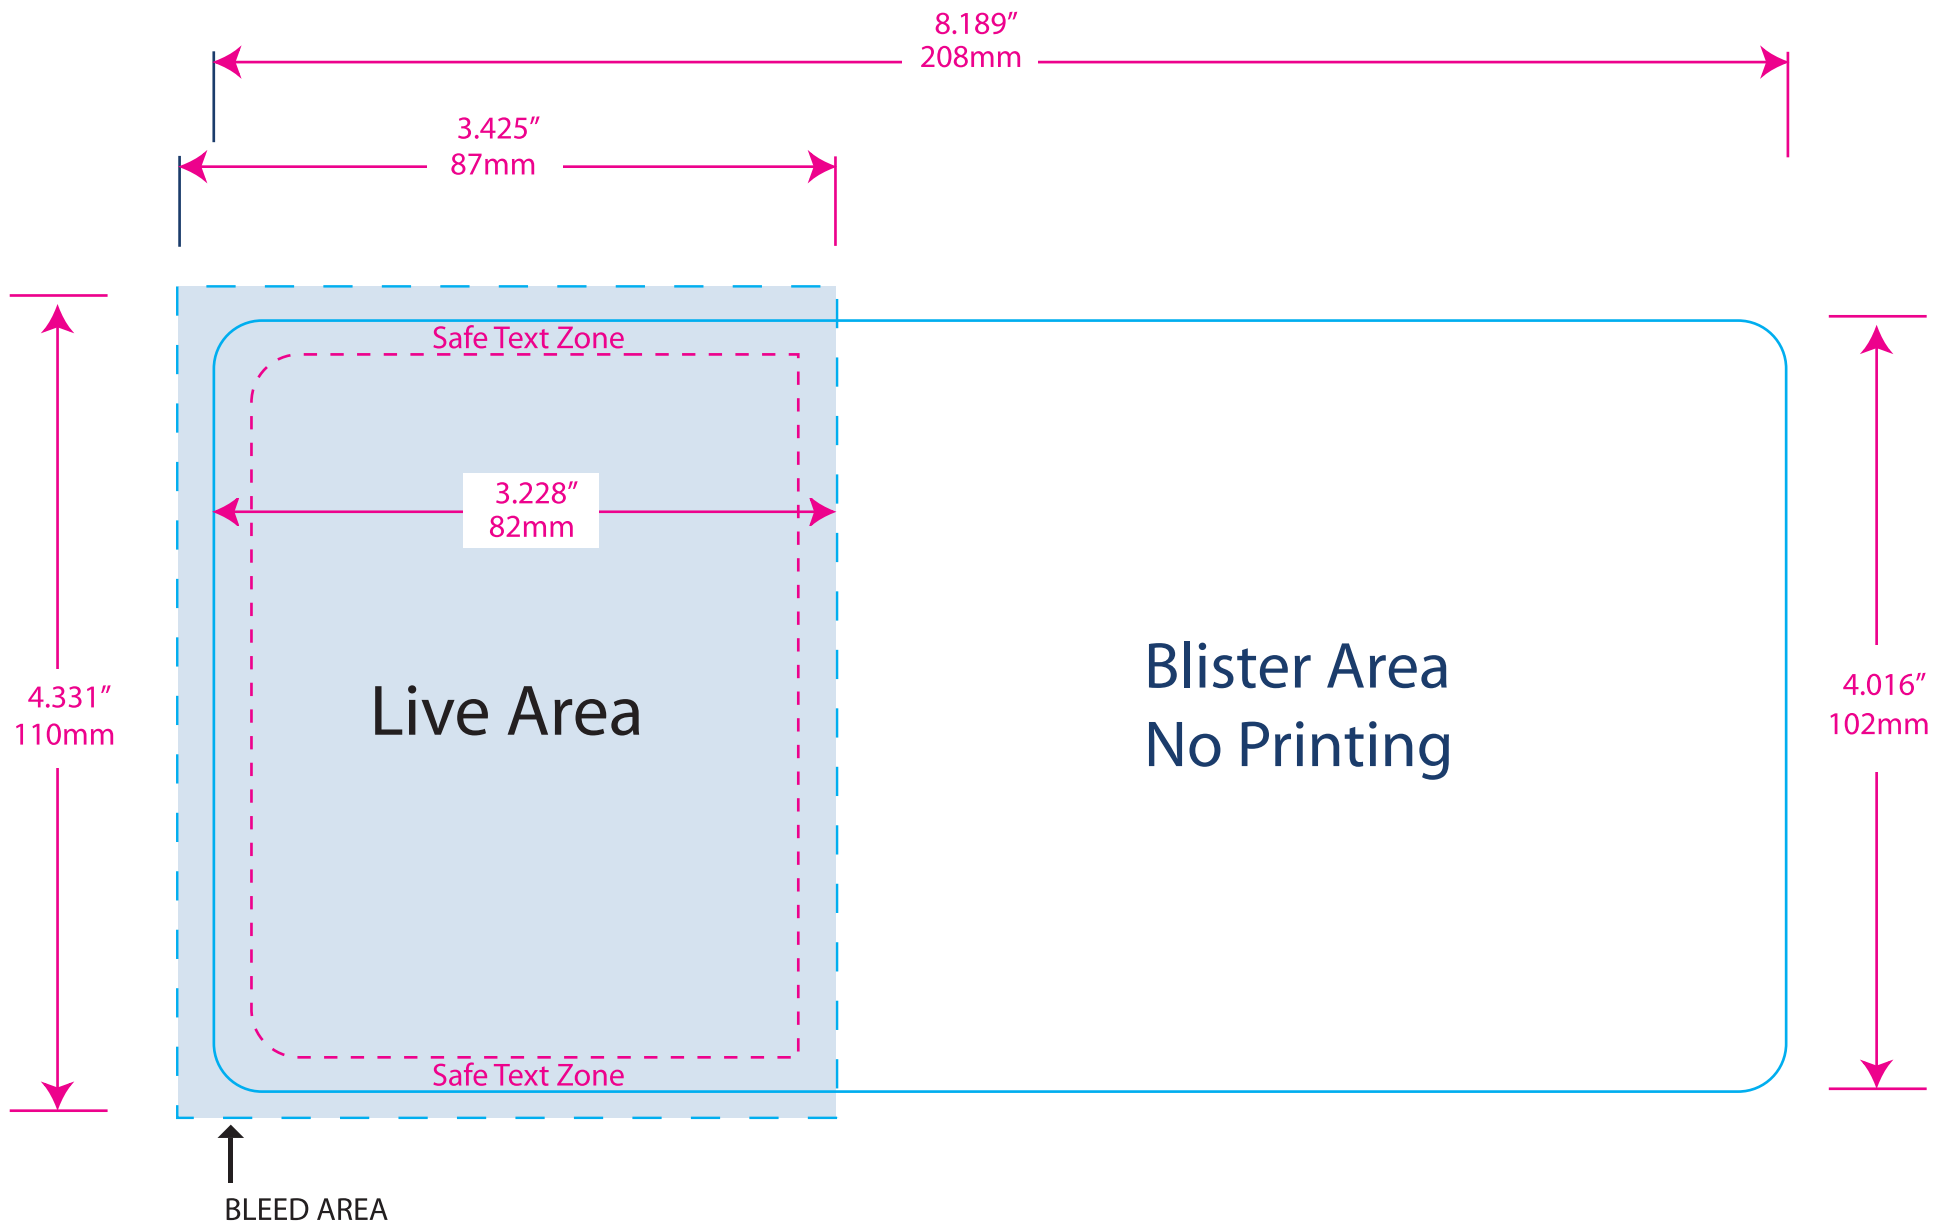 8.189”
208mm
3.425”
87mm
Safe Text Zone
3.228”
82mm
Live Area
Blister Area
No Printing
4.331”
110mm
4.016”
102mm
Safe Text Zone
BLEED AREA